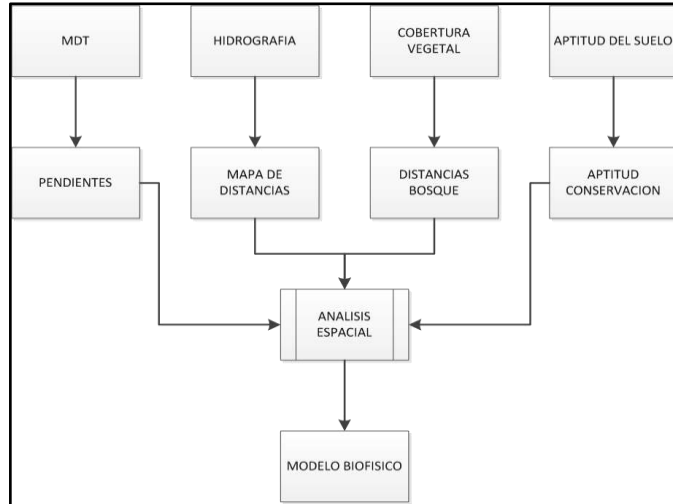 MDT
HIDROGRAFIA
COBERTURA
VEGETAL
APTITUD DEL SUELO
PENDIENTES
MAPA DE
DISTANCIAS
DISTANCIAS
BOSQUE
APTITUD
CONSERVACION
ANALISIS
ESPACIAL
MODELO BIOFISICO